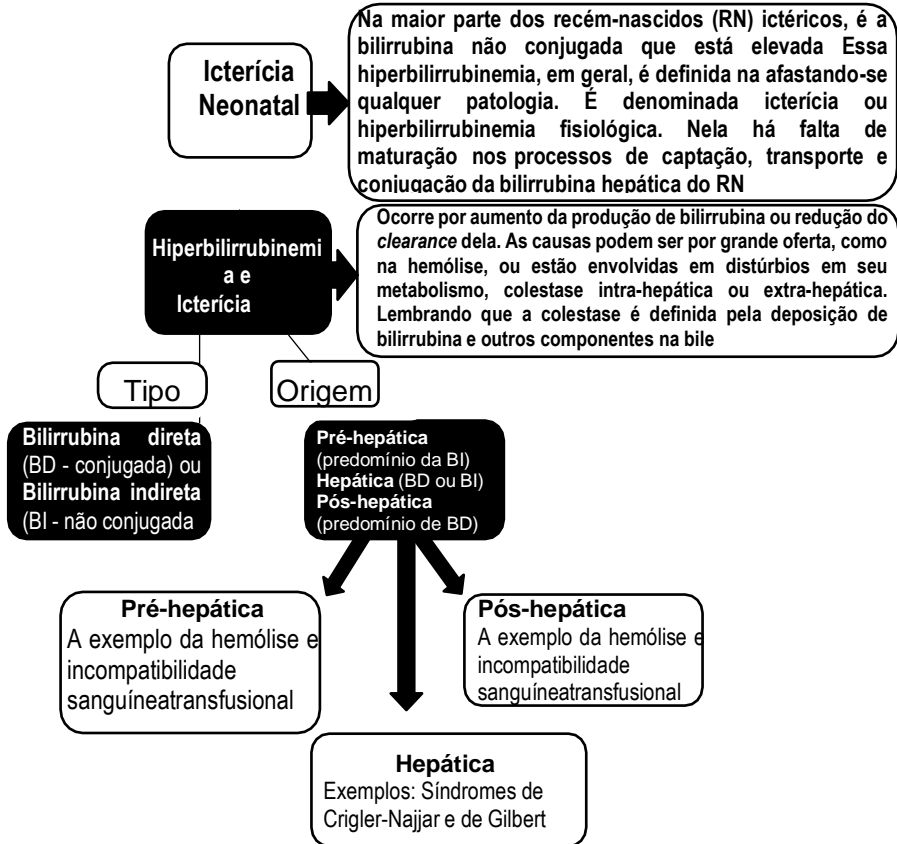 Icterícia
Neonatal
Na maior parte dos recém-nascidos (RN) ictéricos, é a
bilirrubina não conjugada que está elevada Essa
hiperbilirrubinemia, em geral, é definida na afastando-se
qualquer patologia. É denominada icterícia ou
hiperbilirrubinemia fisiológica. Nela há falta de
maturação nos processos de captação, transporte e
conjugação da bilirrubina hepática do RN
Hiperbilirrubinemi
a e
Icterícia
Ocorre por aumento da produção de bilirrubina ou redução do
clearance dela. As causas podem ser por grande oferta, como
na hemólise, ou estão envolvidas em distúrbios em seu
metabolismo, colestase intra-hepática ou extra-hepática.
Lembrando que a colestase é definida pela deposição de
bilirrubina e outros componentes na bile
Tipo
Origem
Bilirrubina direta
(BD - conjugada) ou
Bilirrubina indireta
(BI - não conjugada
Pré-hepática
(predomínio da BI)
Hepática (BD ou BI)
Pós-hepática
(predomínio de BD)
Pré-hepática
A exemplo da hemólise e
incompatibilidade
sanguíneatransfusional
Pós-hepática
A exemplo da hemólise e
incompatibilidade
sanguíneatransfusional
Hepática
Exemplos: Síndromes de
Crigler-Najjar e de Gilbert